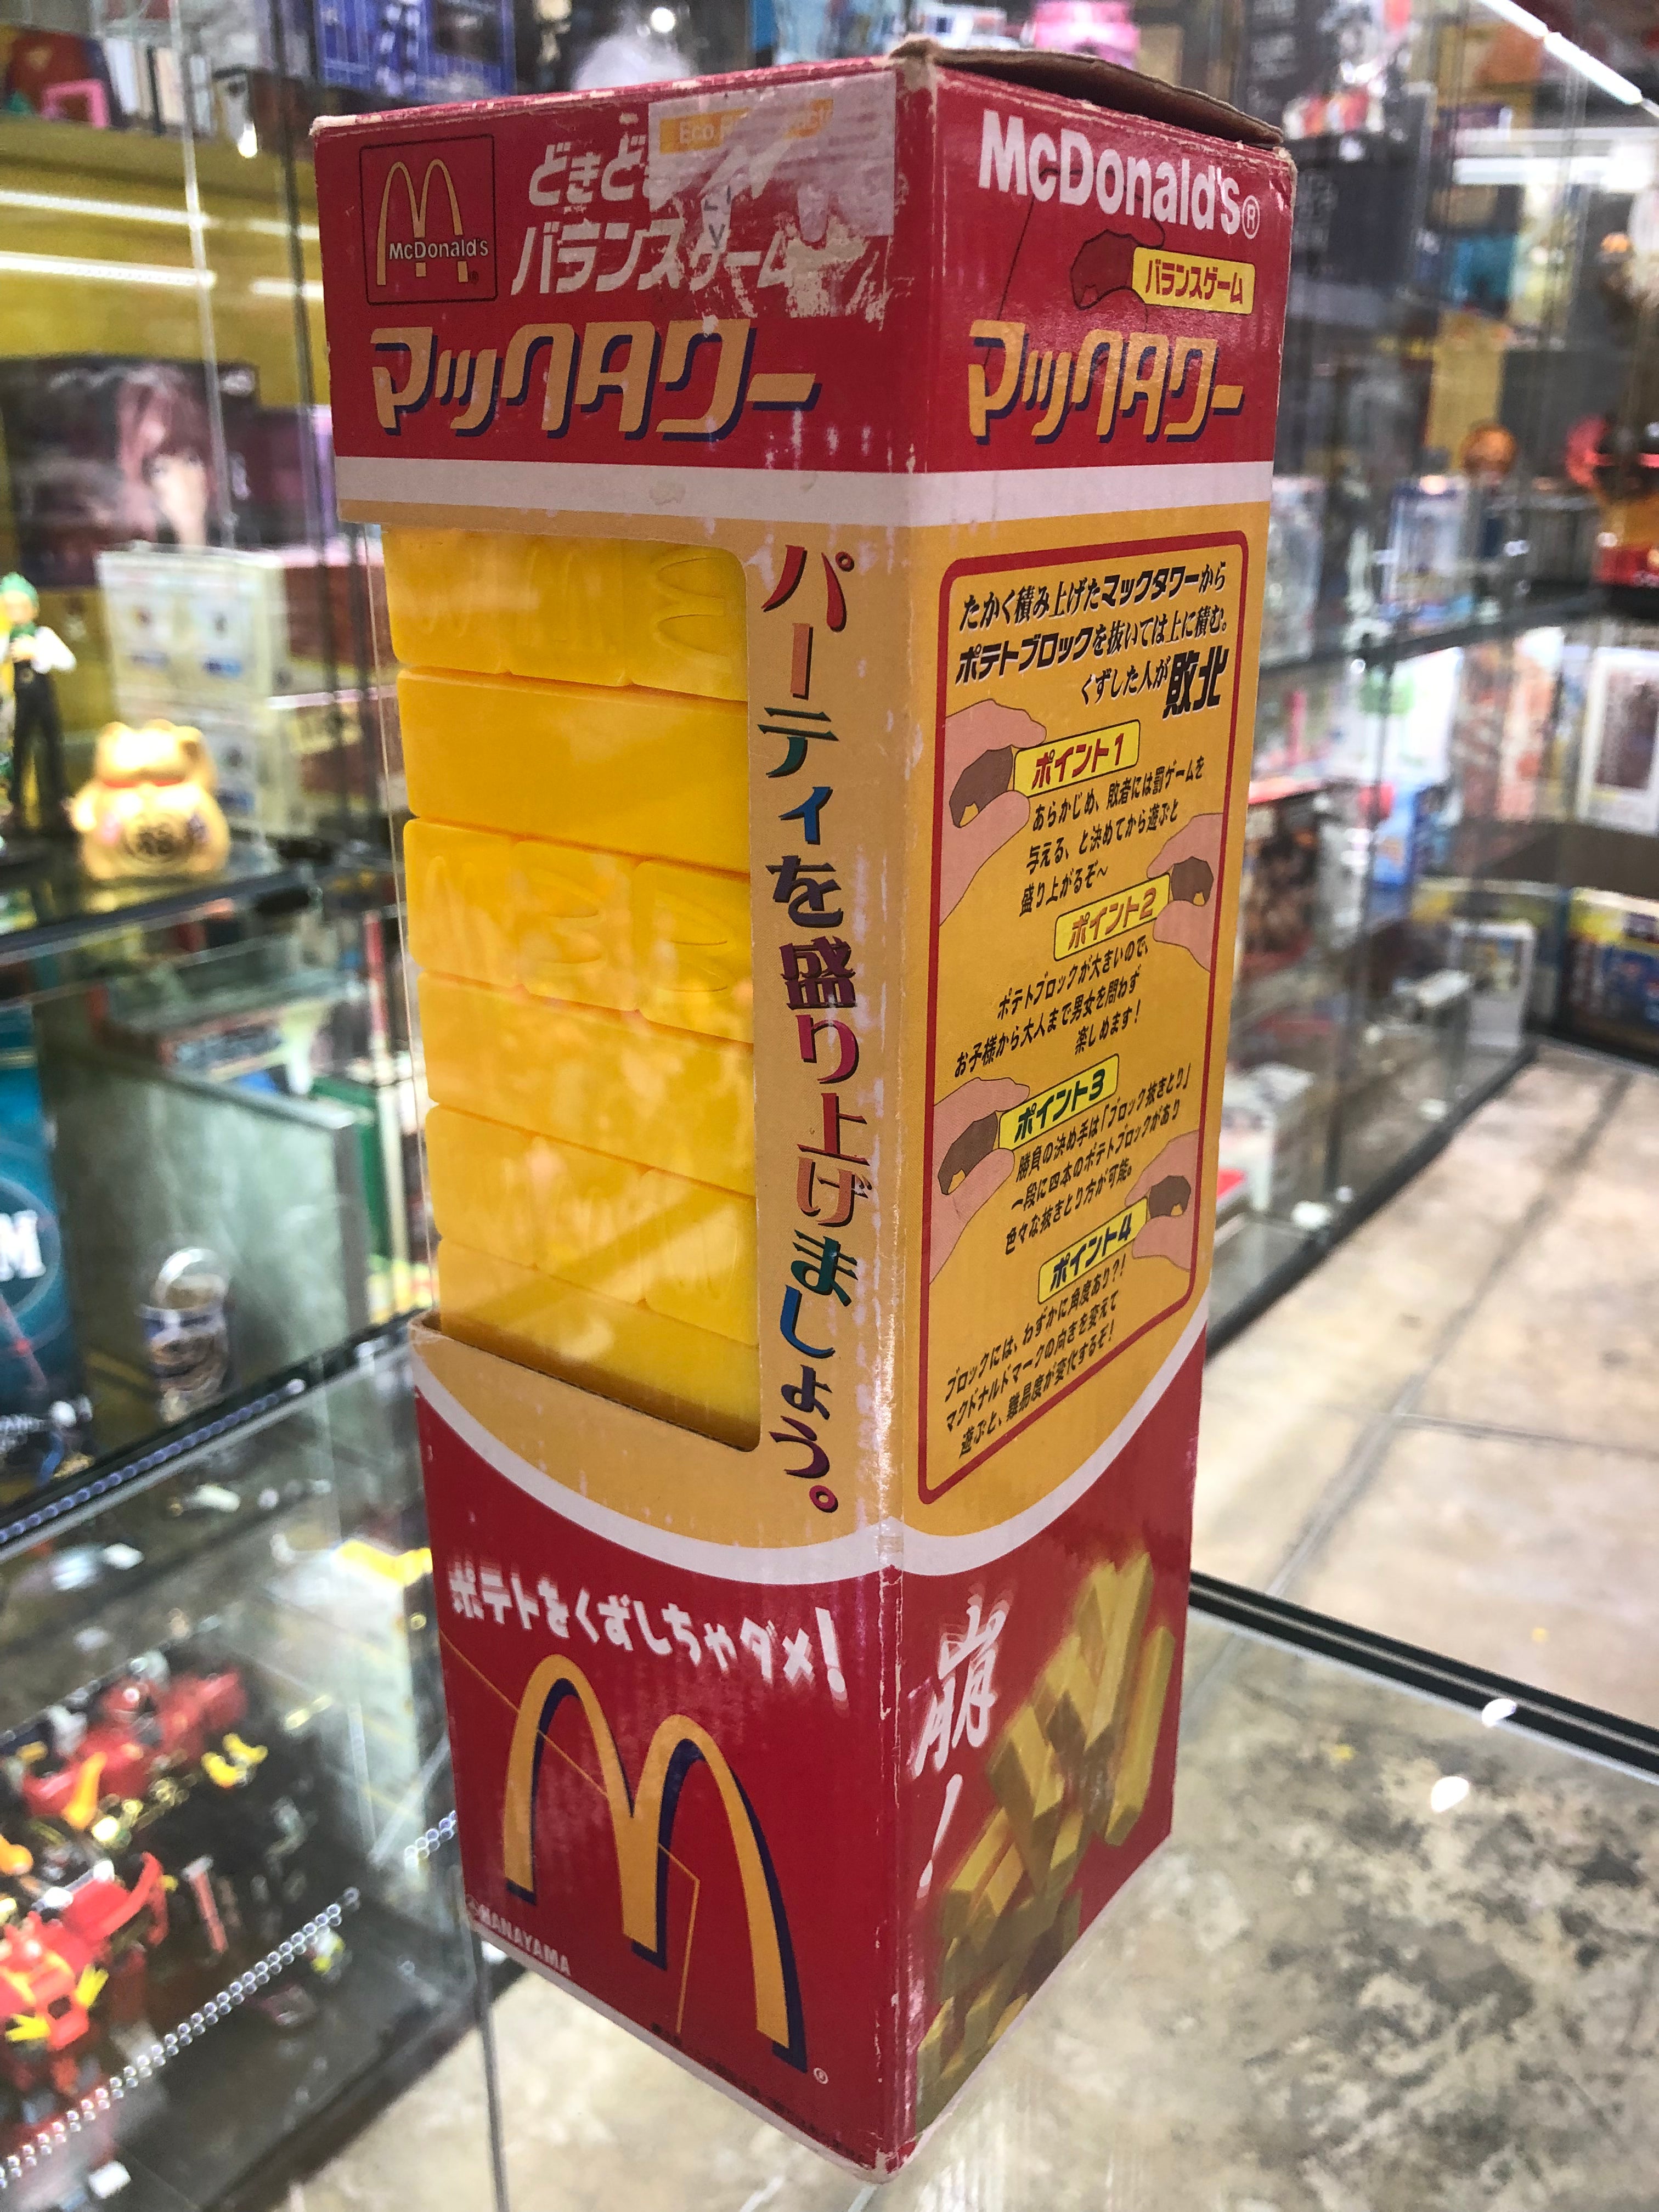 McDonald's
どきど
バランスゲーム
マックタワー
パーティを盛り上げましょう。
ポテトをくずしちゃダメ!
HANAYAMA
McDonald's®
バランスゲーム
マックタワー
たかく積み上げたマックタワーから
ポテトブロックを抜いては上に積む。
くずした人が敗北
ポイント1
あらかじめ、敗者には罰ゲームを
与える、と決めてから遊ぶと
盛り上がるぞ〜
ポイント2
ポテトブロックが大きいので、
お子様から大人まで男女を問わず
楽しめます!
ポイント3
勝負の決め手は「ブロック抜きとり」
一段に四本のポテトブロックがあり
色々な抜きとり方が可能。
ポイント4
ブロックには、わずかに角度あり?!
マクドナルドマークの向きを変えて
遊ぶと、難易度が変化するぞ!
崩!